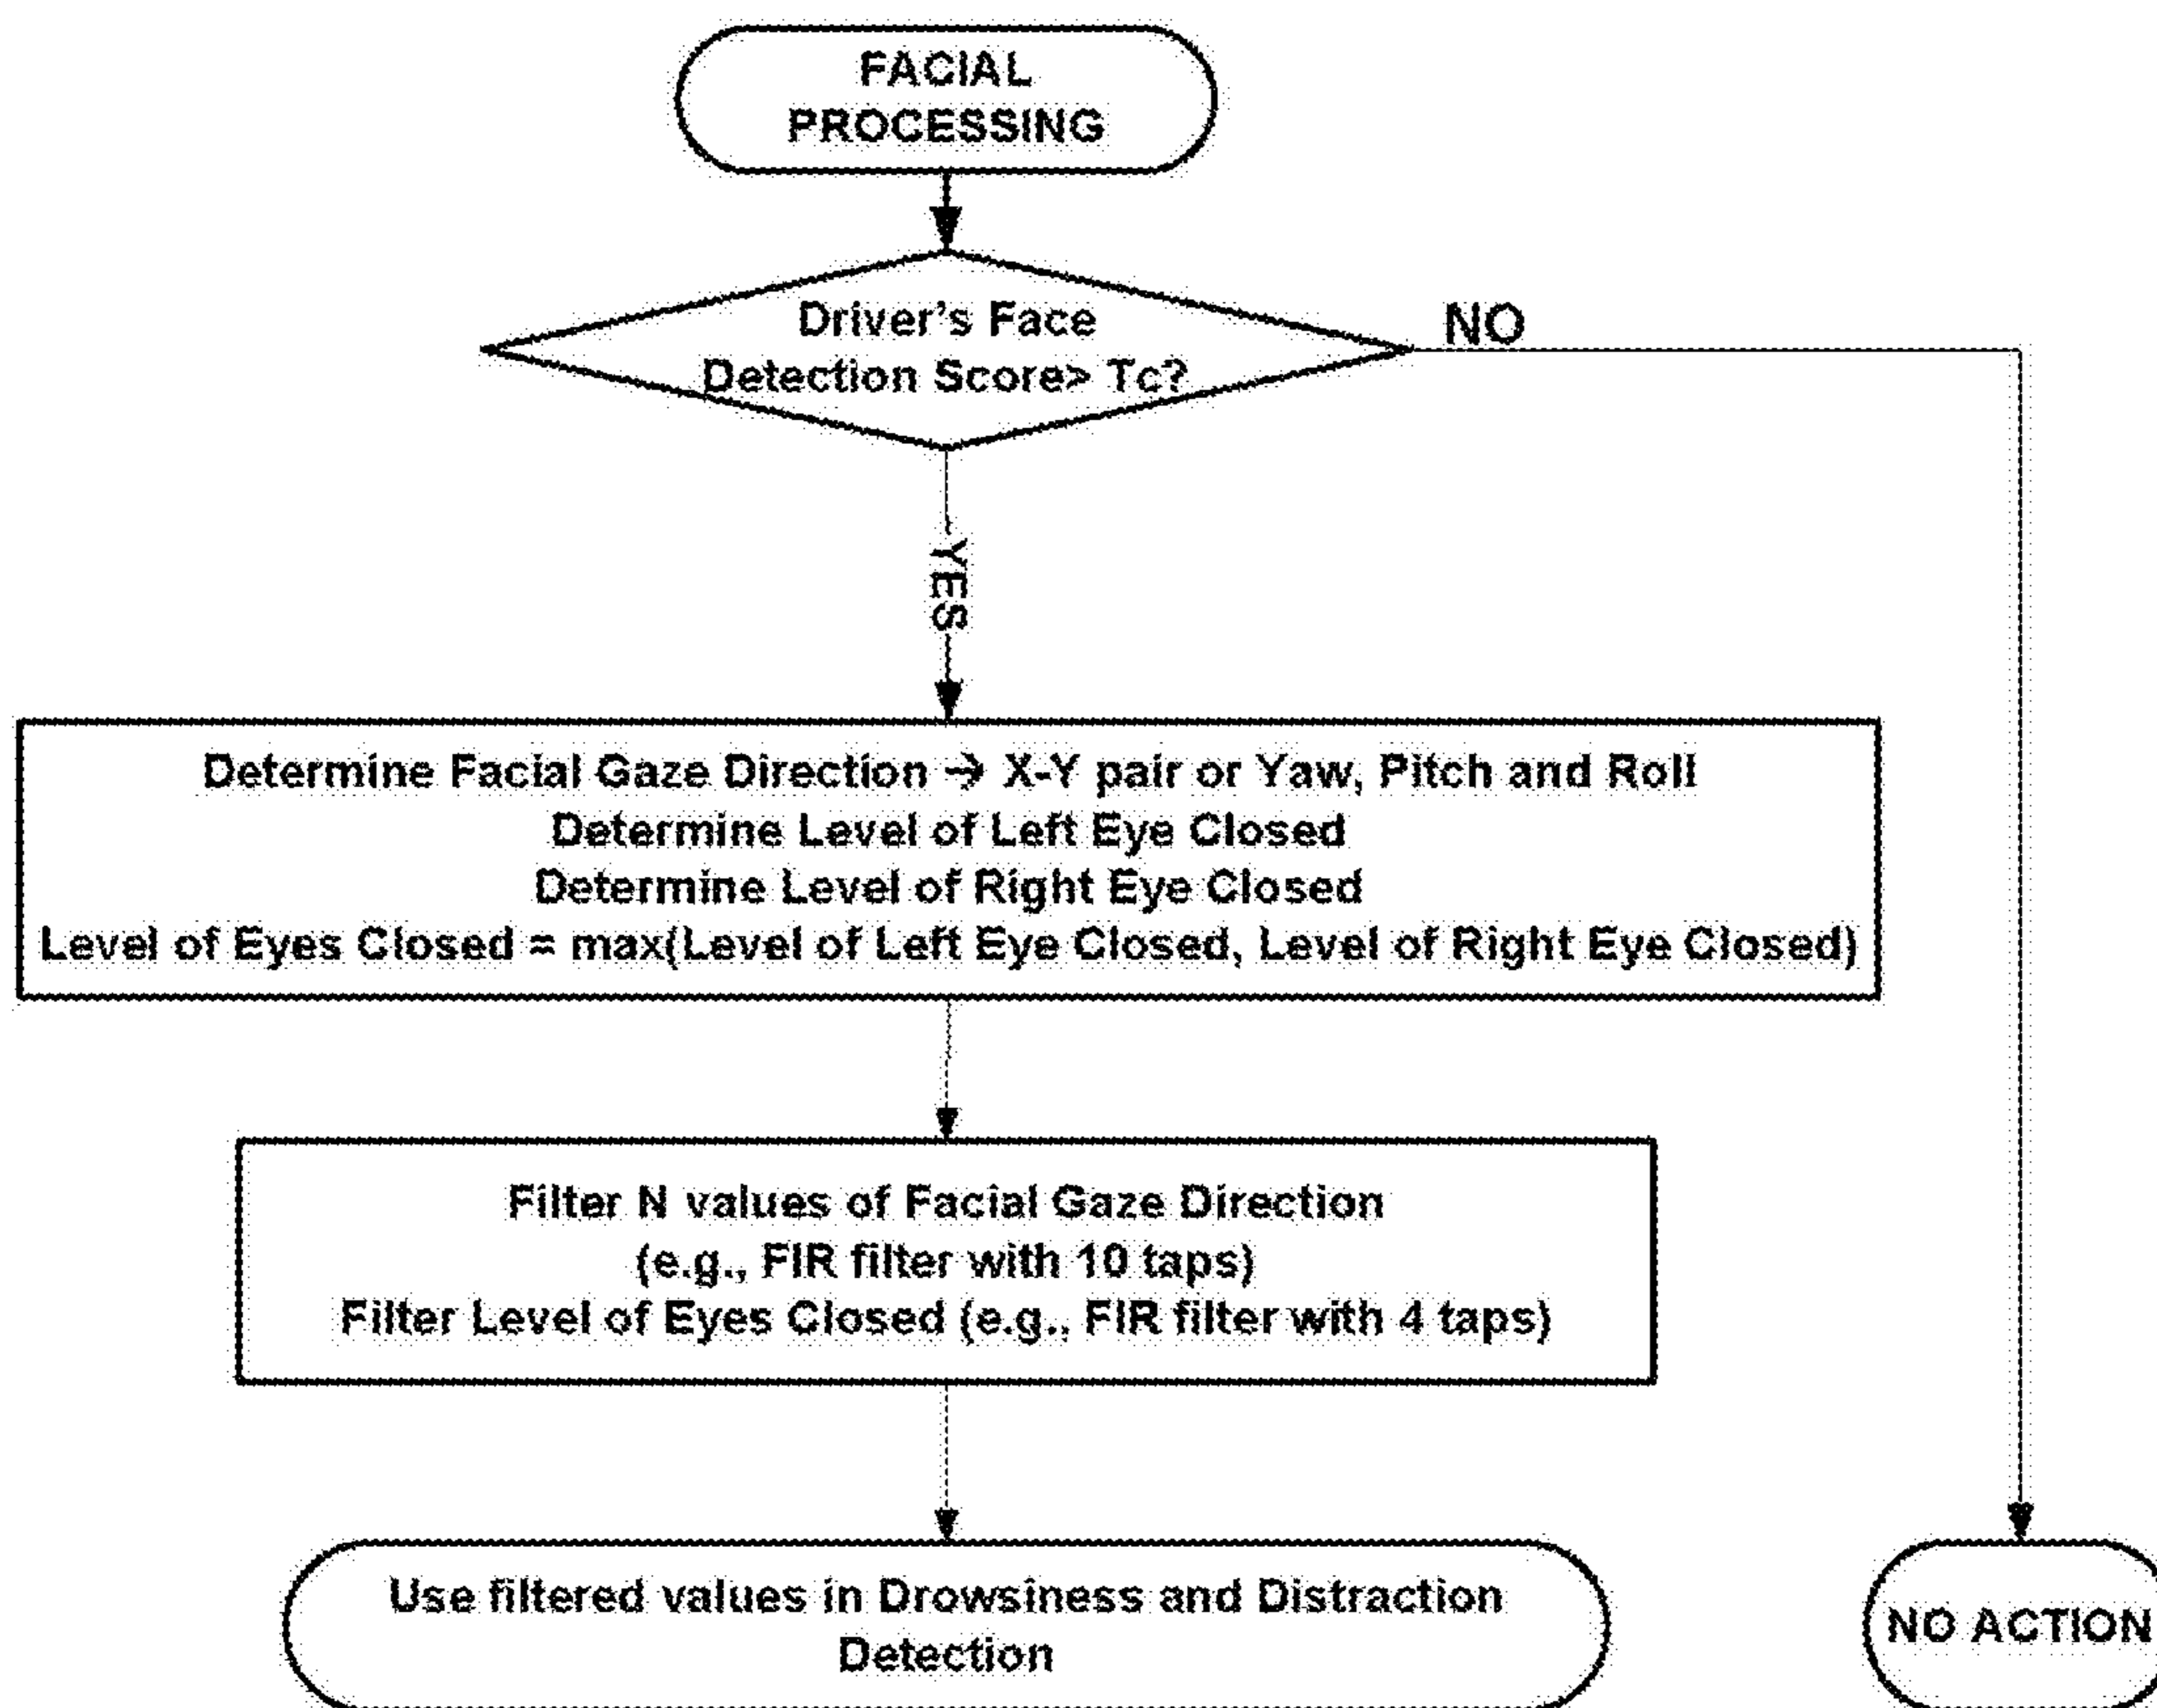 FACIAL
PROCESSING
Driver's Face
Detection Score> Tc?
NO
YES
Determine Facial Gaze Direction → X-Y pair or Yaw, Pitch and Roll
Determine Level of Left Eye Closed
Determine Level of Right Eye Closed
Level of Eyes Closed = max(Level of Left Eye Closed, Level of Right Eye Closed)
Filter N values of Facial Gaze Direction
(e.g., FIR filter with 10 taps)
Filter Level of Eyes Closed (e.g., FIR filter with 4 taps)
Use filtered values in Drowsiness and Distraction
Detection
NO ACTION